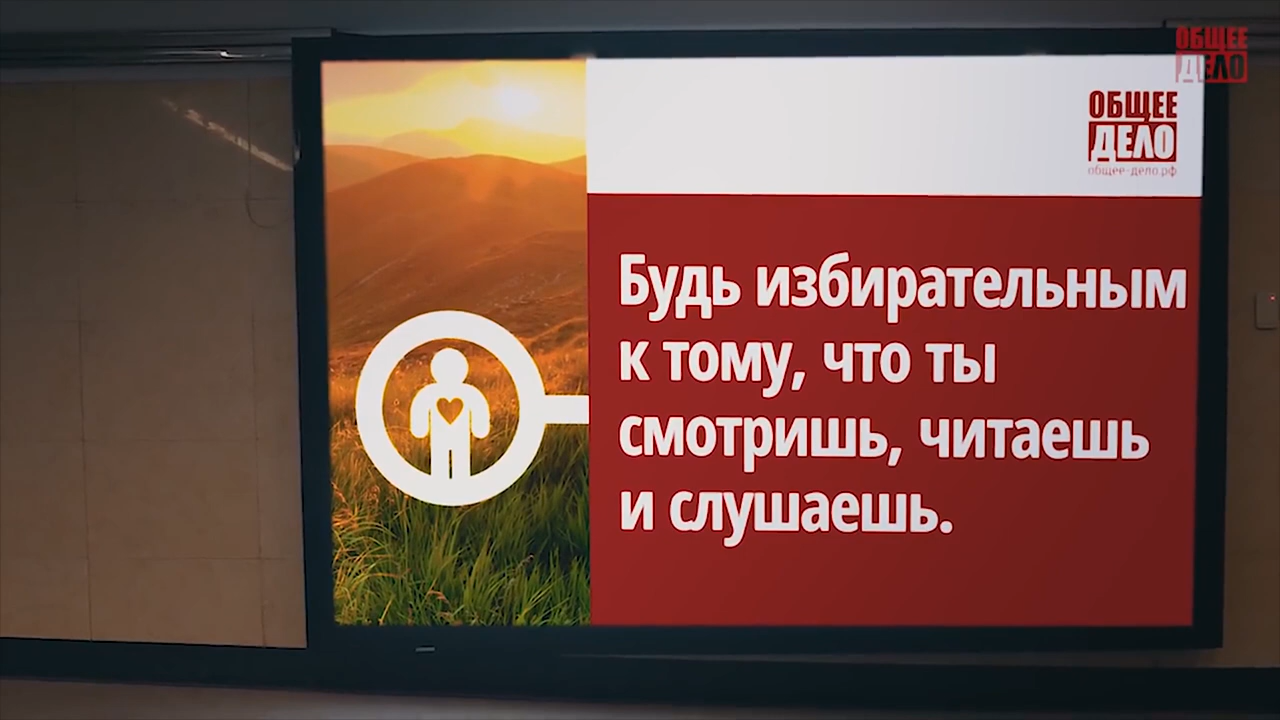 ОБЩЕЕ
ДЕЛО
ОБЩЕЕ
ДЕЛО
общее-дело.рф
Будь избирательным
к тому, что ты
смотришь, читаешь
и слушаешь.